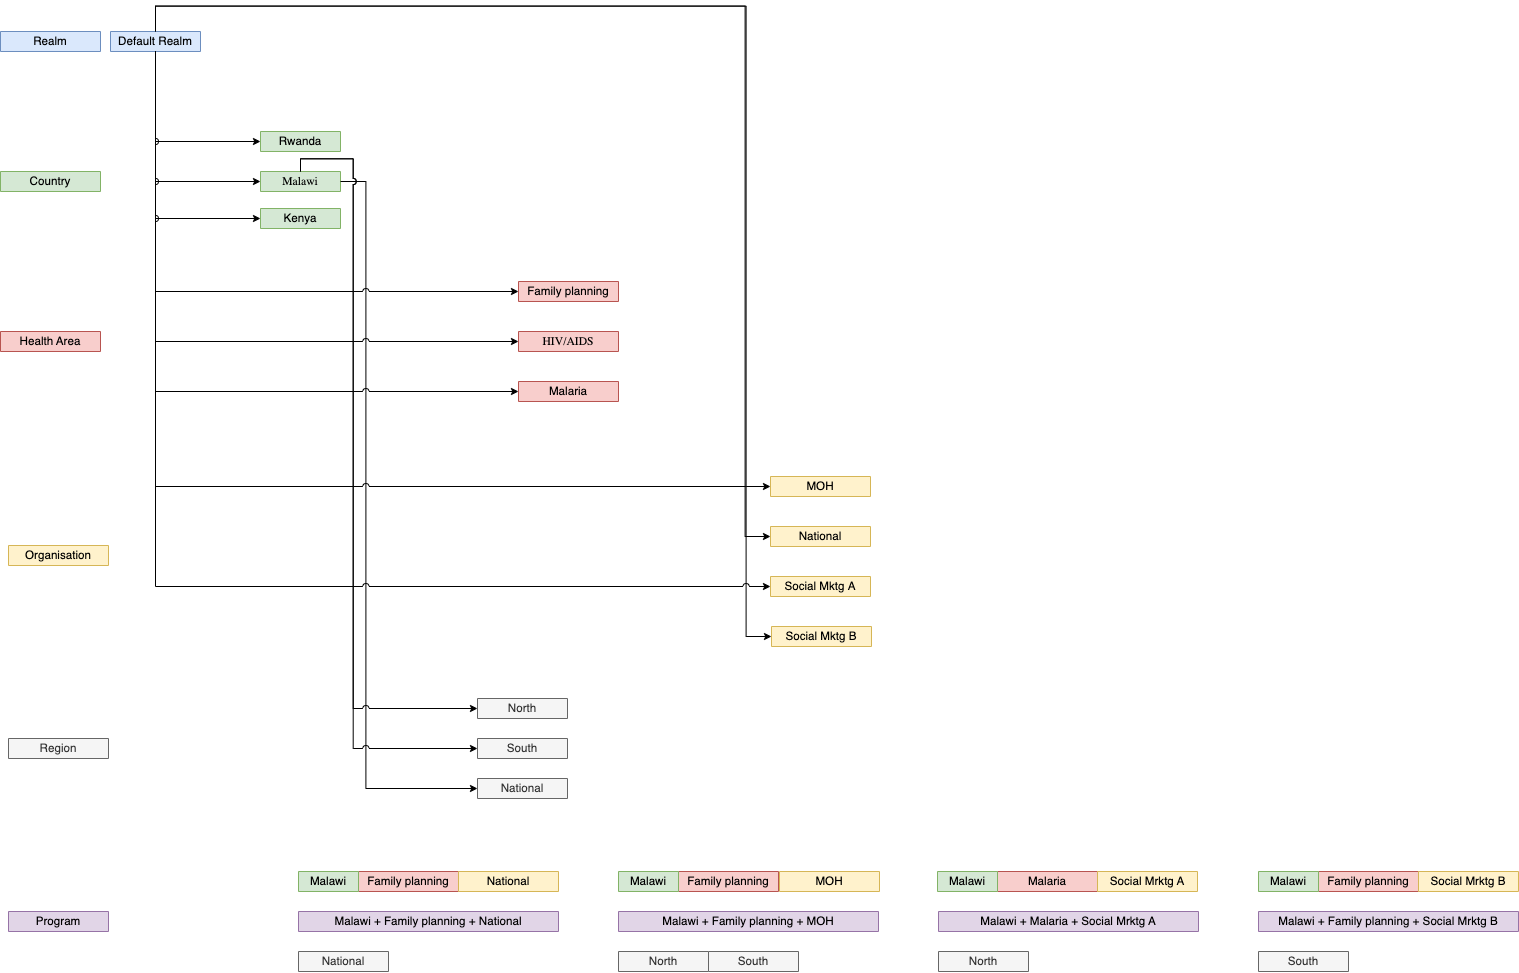 Realm
Default Realm
Rwanda
Country
Malawi
Kenya
Family planning
Health Area
HIV/AIDS
Malaria
MOH
National
Organisation
Social Mktg A
Social Mktg B
North
Region
South
National
Malawi Family planning National
Malawi Family planning MOH
Malawi Malaria Social Mrktg A
Malawi Family planning Social Mrktg B
Program
Malawi + Family planning + National
Malawi + Family planning + MOH
Malawi + Malaria + Social Mrktg A
Malawi + Family planning + Social Mrktg B
National
North South
North
South